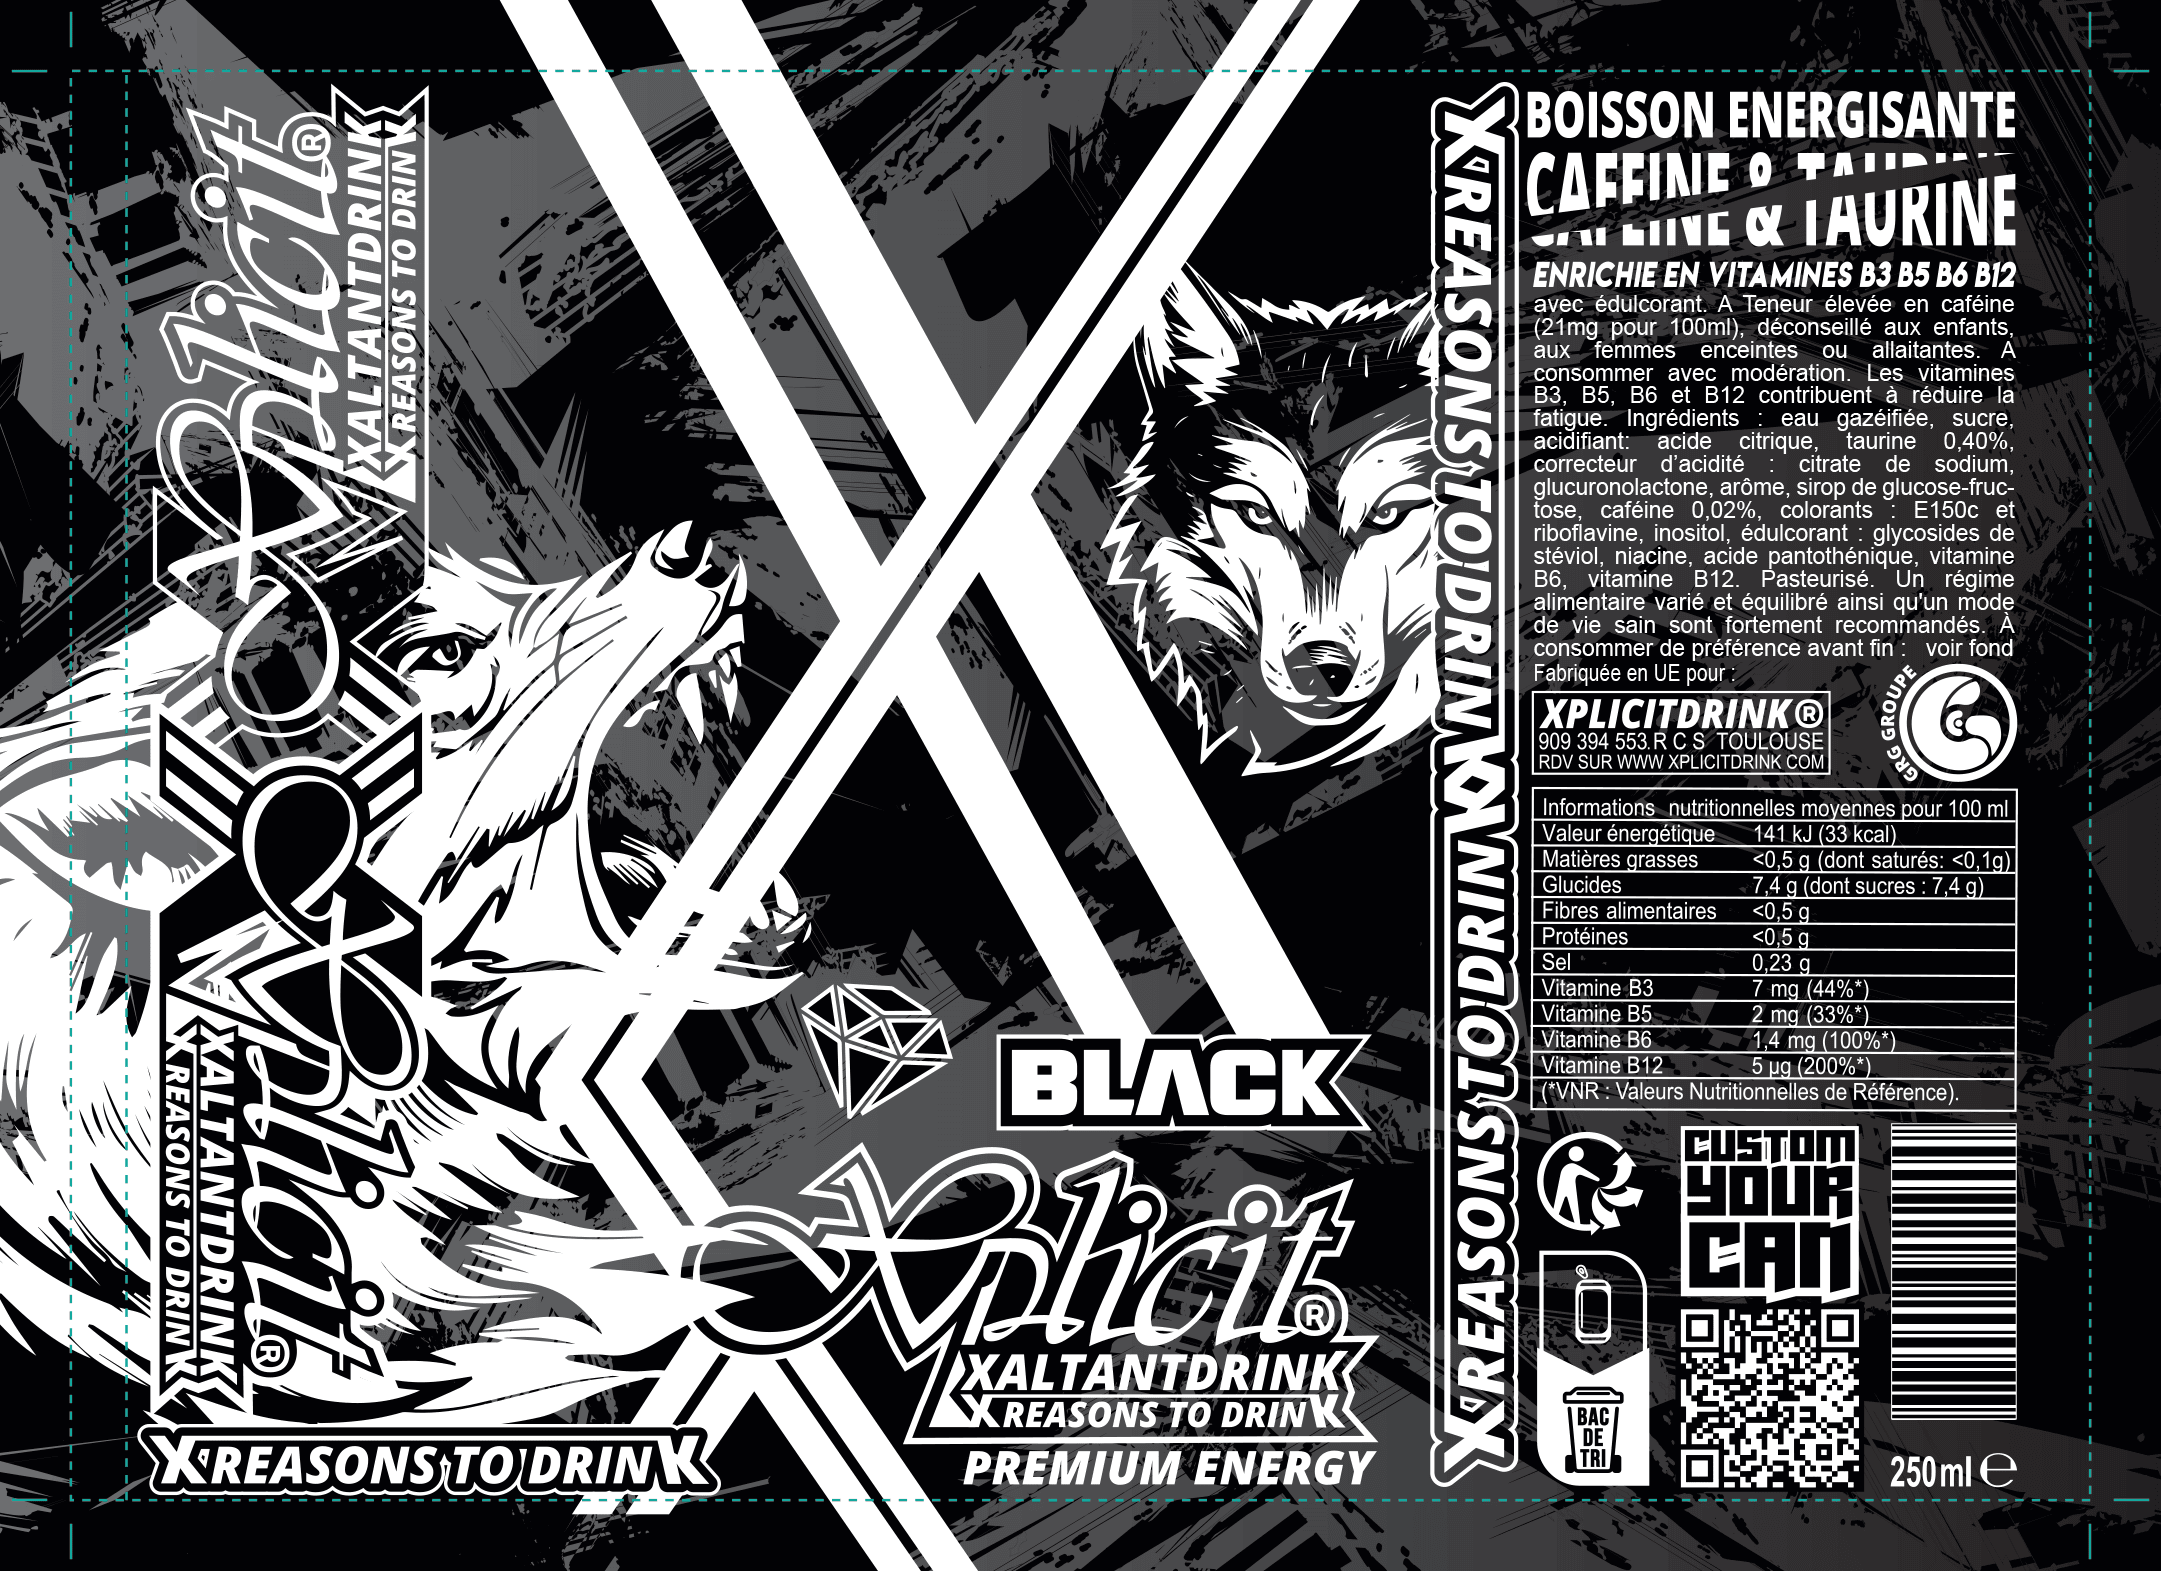 Xplicit®
XALTANTDRINK
X REASONS TO DRINK
Xplicit®
XALTANTDRINK
X REASONS TO DRINK
X REASONS TO DRINK
BLACK
Xplicit®
XALTANTDRINK
X REASONS TO DRINK
PREMIUM ENERGY
X REASONS TO DRINK
X REASONS TO DRINK
BOISSON ENERGISANTE
CAFEINE & TAURINE
ENRICHIE EN VITAMINES B3 B5 B6 B12
avec édulcorant. A Teneur élevée en caféine
(21mg pour 100ml), déconseillé aux enfants,
aux femmes enceintes ou allaitantes. A
consommer avec modération. Les vitamines
B3, B5, B6 et B12 contribuent à réduire la
fatigue. Ingrédients : eau gazéifiée, sucre,
acidifiant: acide citrique, taurine 0,40%,
correcteur d’acidité : citrate de sodium,
glucuronolactone, arôme, sirop de glucose-fruc-
tose, caféine 0,02%, colorants : E150c et
riboflavine, inositol, édulcorant : glycosides de
stéviol, niacine, acide pantothénique, vitamine
B6, vitamine B12. Pasteurisé. Un régime
alimentaire varié et équilibré ainsi qu'un mode
de vie sain sont fortement recommandés. À
consommer de préférence avant fin : voir fond
Fabriquée en UE pour :
XPLICITDRINK®
909 394 553. R C S TOULOUSE
RDV SUR WWW XPLICITDRINK COM
GRG GROUPE
Informations nutritionnelles moyennes pour 100 ml
Valeur énergétique 141 kJ (33 kcal)
Matières grasses <0,5 g (dont saturés: <0,1g)
Glucides 7,4 g (dont sucres : 7,4 g)
Fibres alimentaires <0,5 g
Protéines <0,5 g
Sel 0,23 g
Vitamine B3 7 mg (44%*)
Vitamine B5 2 mg (33%*)
Vitamine B6 1,4 mg (100%*)
Vitamine B12 5 µg (200%*)
(*VNR : Valeurs Nutritionnelles de Référence).
CUSTOM
YOUR
CAN
BAC
DE
TRI
250 ml ℮